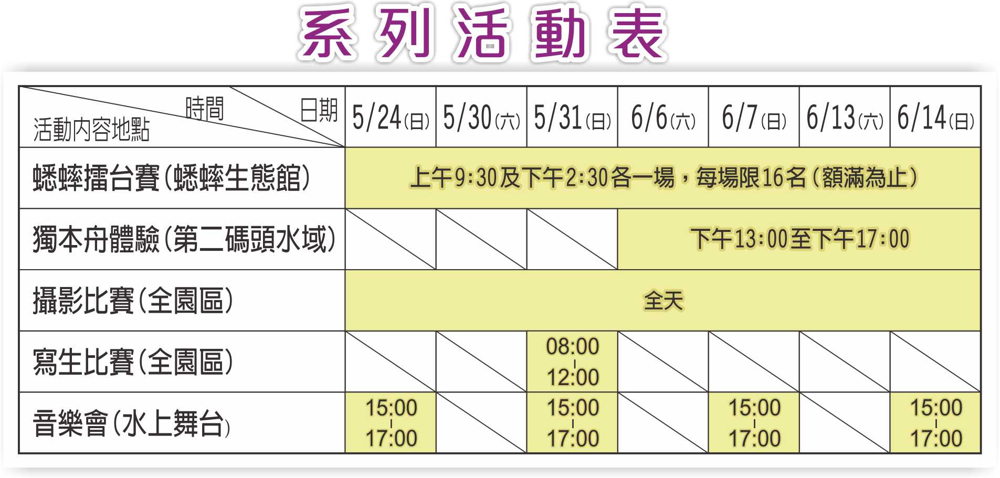 系列活動表
時間 日期
活動內容地點
5/24(日) 5/30(六) 5/31(日) 6/6(六) 6/7(日) 6/13(六) 6/14(日)
蟋蟀擂台賽(蟋蟀生態館) 上午9:30及下午2:30各一場，每場限16名(額滿為止)
獨木舟體驗(第二碼頭水域) 下午13:00至下午17:00
攝影比賽(全園區) 全天
寫生比賽(全園區) 08:00
|
12:00
音樂會(水上舞台) 15:00 15:00 15:00 15:00
| | | |
17:00 17:00 17:00 17:00